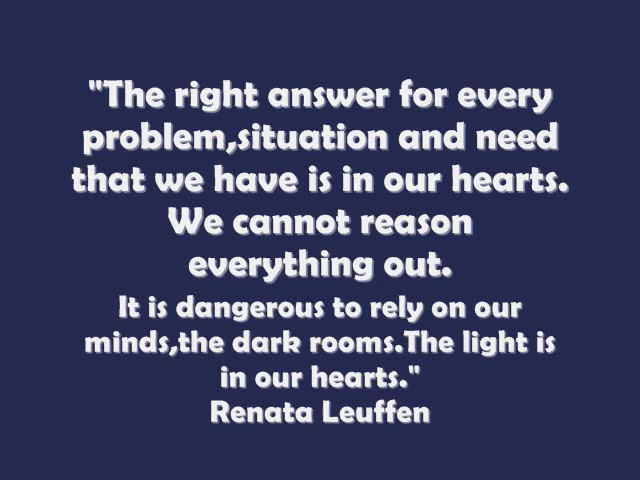 "The right answer for every
problem,situation and need
that we have is in our hearts.
We cannot reason
everything out.
It is dangerous to rely on our
minds,the dark rooms.The light is
in our hearts."
Renata Leuffen